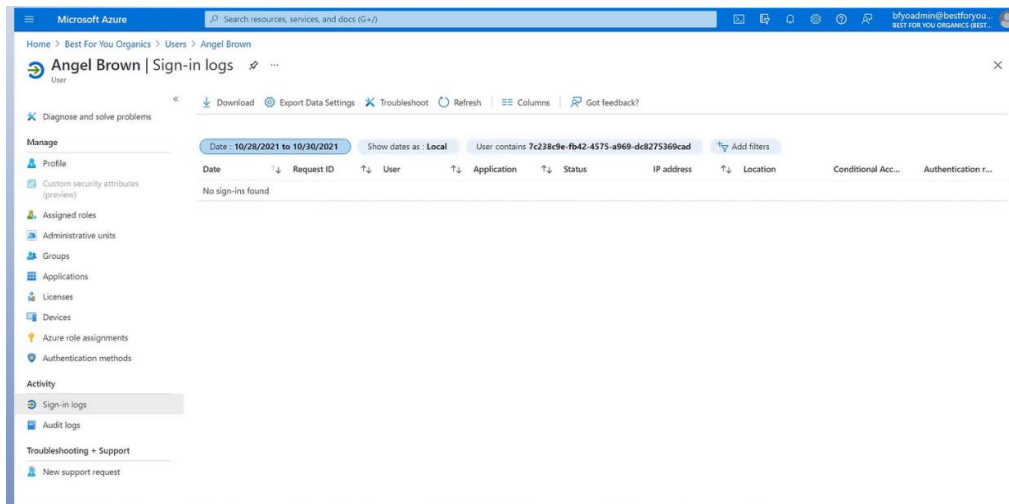 Microsoft Azure
Search resources, services, and docs (G+/)
bfyoadmin@bestforyou...
BEST FOR YOU ORGANICS (BEST...
Home > Best For You Organics > Users > Angel Brown
Angel Brown | Sign-in logs ...
User
«
Download Export Data Settings Troubleshoot Refresh Columns Got feedback?
Diagnose and solve problems
Manage
Profile
Custom security attributes
(preview)
Assigned roles
Administrative units
Groups
Applications
Licenses
Devices
Azure role assignments
Authentication methods
Activity
Sign-in logs
Audit logs
Troubleshooting + Support
New support request
Date : 10/28/2021 to 10/30/2021 Show dates as : Local User contains 7c238c9e-fb42-4575-a969-dc8275369cad Add filters
Date Request ID User Application Status IP address Location Conditional Acc... Authentication r...
No sign-ins found